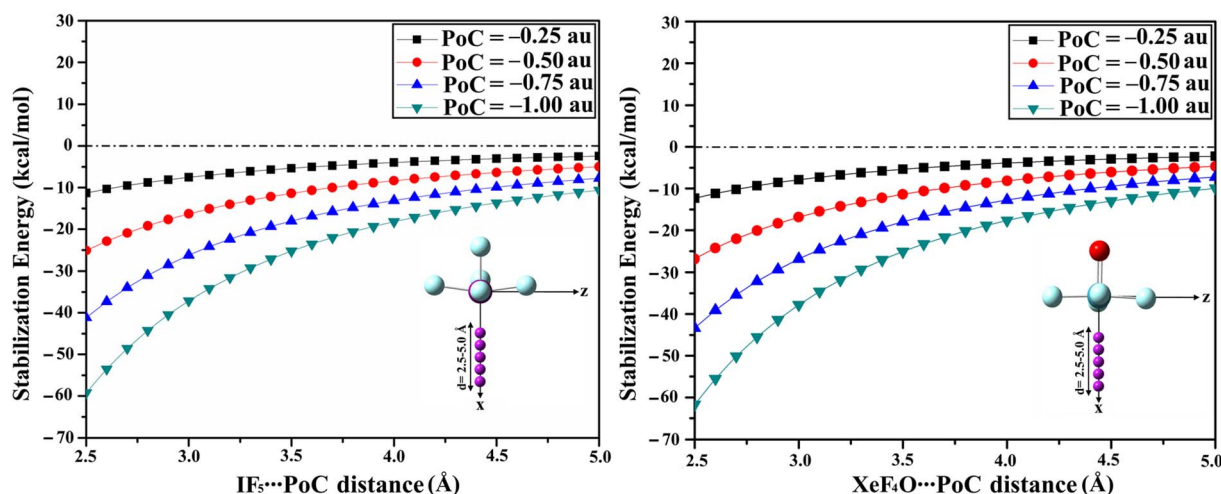 30
20
10
0
−10
−20
−30
−40
−50
−60
−70
Stabilization Energy (kcal/mol)
PoC = −0.25 au
PoC = −0.50 au
PoC = −0.75 au
PoC = −1.00 au
z
d= 2.5-5.0 Å
x
2.5 3.0 3.5 4.0 4.5 5.0
IF₅···PoC distance (Å)
30
20
10
0
−10
−20
−30
−40
−50
−60
−70
Stabilization Energy (kcal/mol)
PoC = −0.25 au
PoC = −0.50 au
PoC = −0.75 au
PoC = −1.00 au
z
d= 2.5-5.0 Å
x
2.5 3.0 3.5 4.0 4.5 5.0
XeF₄O···PoC distance (Å)